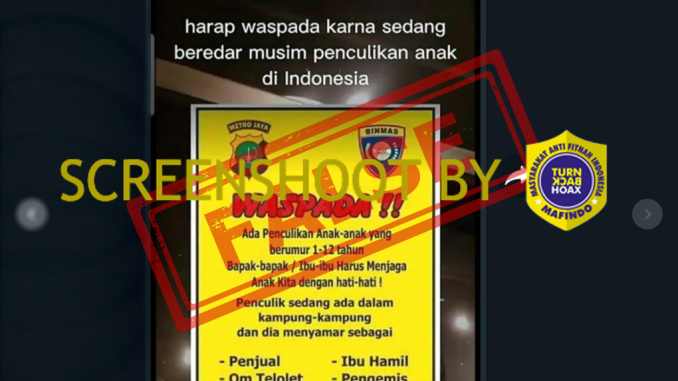 harap waspada karna sedang
beredar musim penculikan anak
di Indonesia
METRO JAYA
BINMAS
SCREENSHOOT BY
MASYARAKAT ANTI FITNAH INDONESIA
TURN
BACK
HOAX
MAFINDO
FALSE
WASPADA !!
Ada Penculikan Anak-anak yang
berumur 1-12 tahun
Bapak-bapak / Ibu-ibu Harus Menjaga
Anak Kita dengan hati-hati !
Penculik sedang ada dalam
kampung-kampung
dan dia menyamar sebagai
- Penjual - Ibu Hamil
- Om Telolet - Pengemis